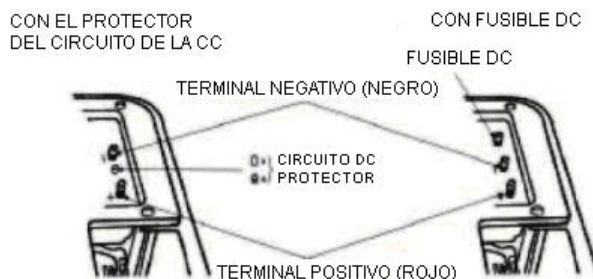 CON EL PROTECTOR
DEL CIRCUITO DE LA CC
CON FUSIBLE DC
FUSIBLE DC
TERMINAL NEGATIVO (NEGRO)
CIRCUITO DC
PROTECTOR
TERMINAL POSITIVO (ROJO)